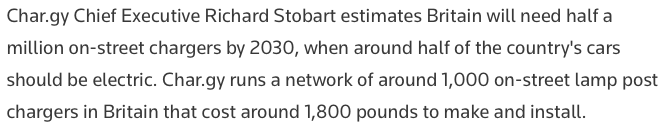 Char.gy Chief Executive Richard Stobart estimates Britain will need half a
million on-street chargers by 2030, when around half of the country's cars
should be electric. Char.gy runs a network of around 1,000 on-street lamp post
chargers in Britain that cost around 1,800 pounds to make and install.